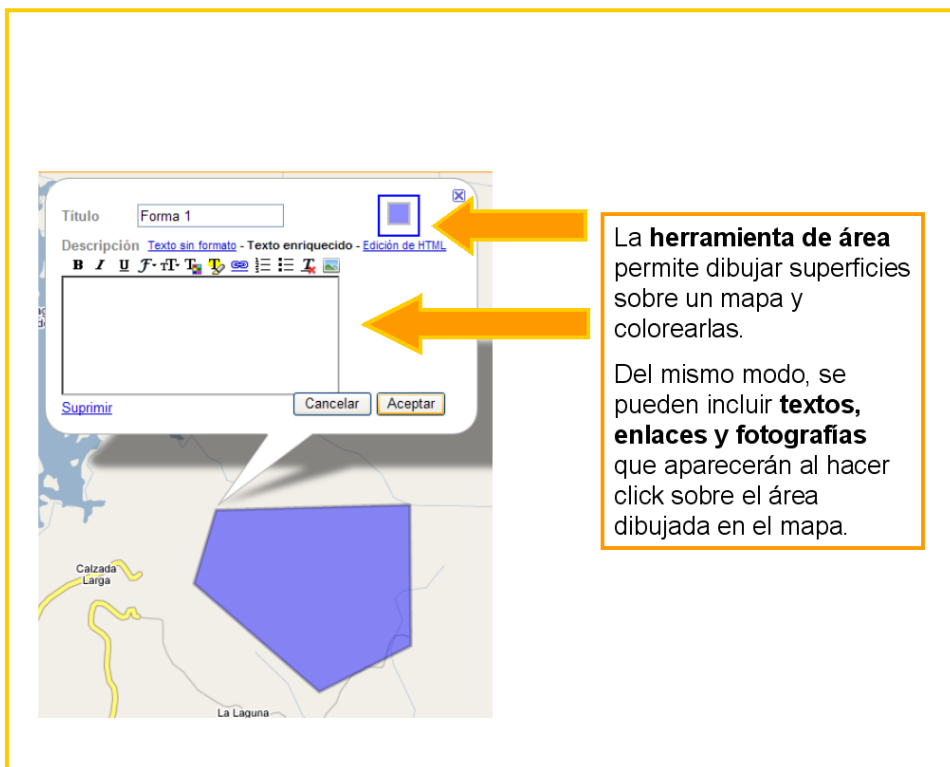 Título Forma 1
Descripción Texto sin formato - Texto enriquecido - Edición de HTML
B I U F T T T T
Suprimir Cancelar Aceptar
Calzada
Larga
La Laguna
La herramienta de área
permite dibujar superficies
sobre un mapa y
colorearlas.
Del mismo modo, se
pueden incluir textos,
enlaces y fotografías
que aparecerán al hacer
click sobre el área
dibujada en el mapa.